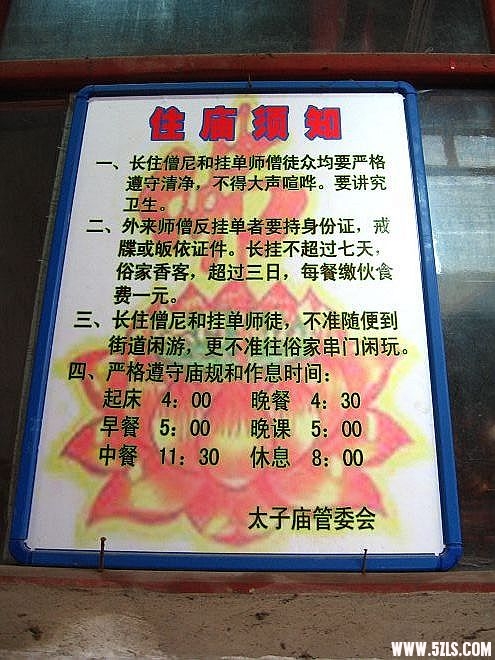 住庙须知
一、长住僧尼和挂单师僧徒众均要严格
遵守清净，不得大声喧哗。要讲究
卫生。
二、外来师僧反挂单者要持身份证，戒
牒或皈依证件。长挂不超过七天，
俗家香客，超过三日，每餐缴伙食
费一元。
三、长住僧尼和挂单师徒，不准随便到
街道闲游，更不准往俗家串门闲玩。
四、严格遵守庙规和作息时间：
起床 4：00 晚餐 4：30
早餐 5：00 晚课 5：00
中餐 11：30 休息 8：00
太子庙管委会
WWW.5ZLS.COM